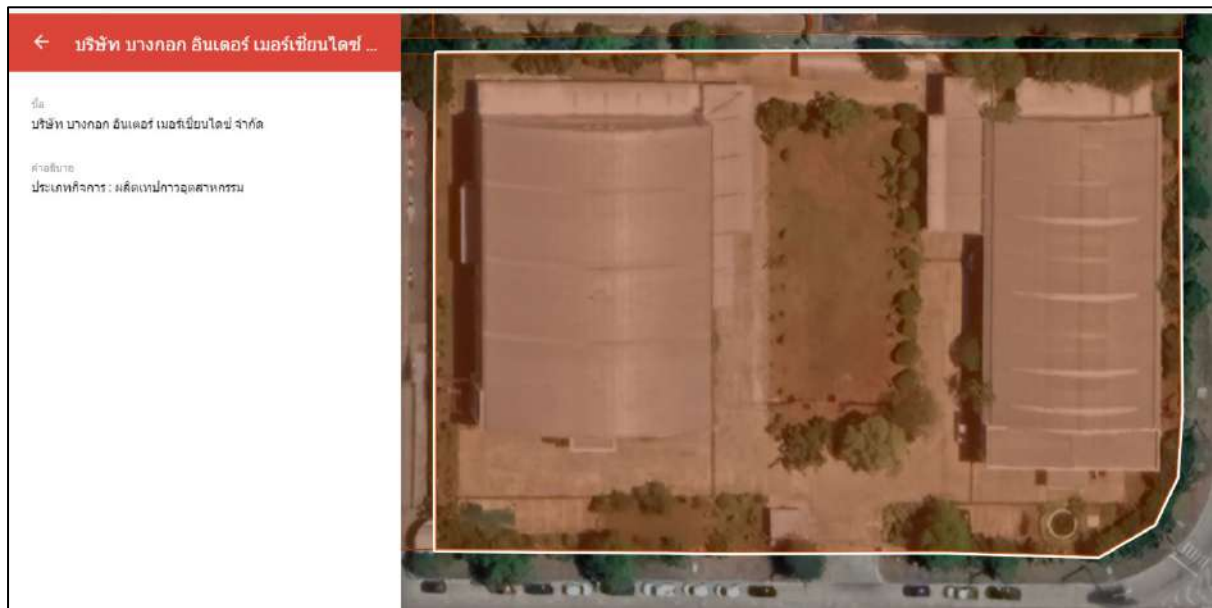 ← บริษัท บางกอก อินเตอร์ เมอร์เชี่ยนไดซ์ ...
ชื่อ
บริษัท บางกอก อินเตอร์ เมอร์เชี่ยนไดซ์ จำกัด
คำอธิบาย
ประเภทกิจการ : ผลิตเทปกาวอุตสาหกรรม